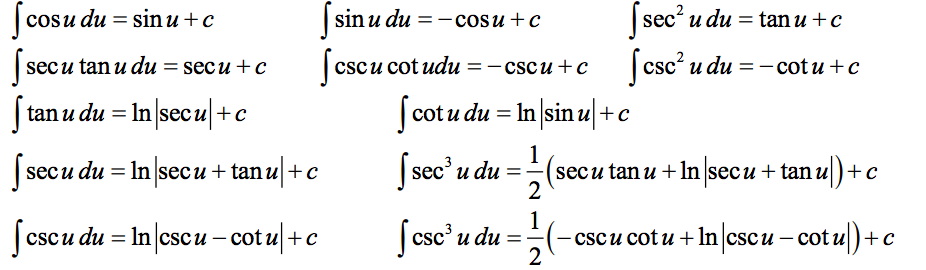 ∫cos u du = sin u + c ∫sin u du = −cos u + c ∫sec² u du = tan u + c
∫sec u tan u du = sec u + c ∫csc u cot udu = −csc u + c ∫csc² u du = −cot u + c
∫tan u du = ln|sec u| + c ∫cot u du = ln|sin u| + c
∫sec u du = ln|sec u + tan u| + c ∫sec³ u du = 1/2 (sec u tan u + ln|sec u + tan u|) + c
∫csc u du = ln|csc u − cot u| + c ∫csc³ u du = 1/2 (−csc u cot u + ln|csc u − cot u|) + c